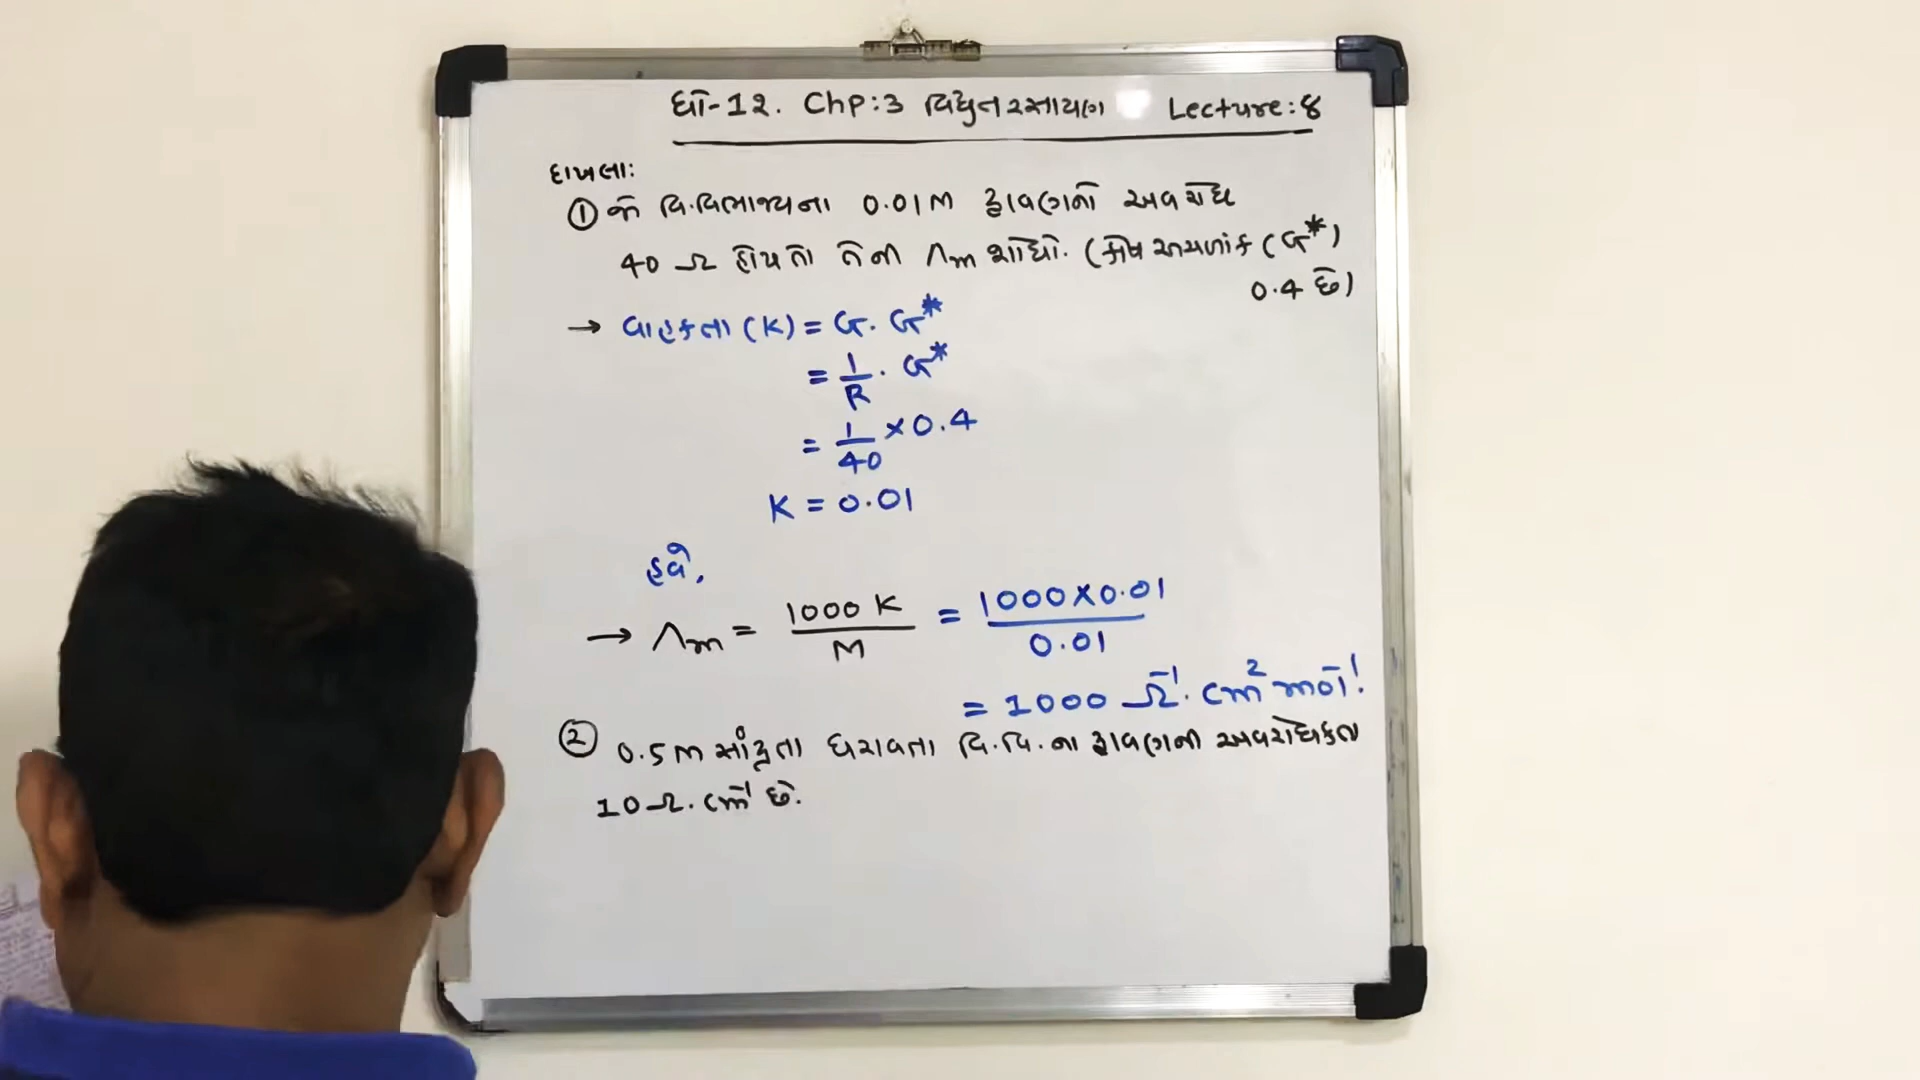 ધો-12. Chp:3 વિદ્યુતરસાયણ Lecture:8
દાખલા:
① જો વિ.વિભાજ્યના 0.01M દ્રાવણનો અવરોધ
40 Ω હોય તો તેની Λm શોધો. (કોષ અચળાંક (G*)
0.4 છે)
→ વાહકતા (K) = G. G*
= 1/R . G*
= 1/40 × 0.4
K = 0.01
હવે,
→ Λm = 1000 K / M = 1000 × 0.01 / 0.01
= 1000 Ω⁻¹. cm² mol⁻¹.
② 0.5 M સાંદ્રતા ધરાવતા વિ.વિ. ના દ્રાવણની અવરોધકતા
10 Ω. cm⁻¹ છે.